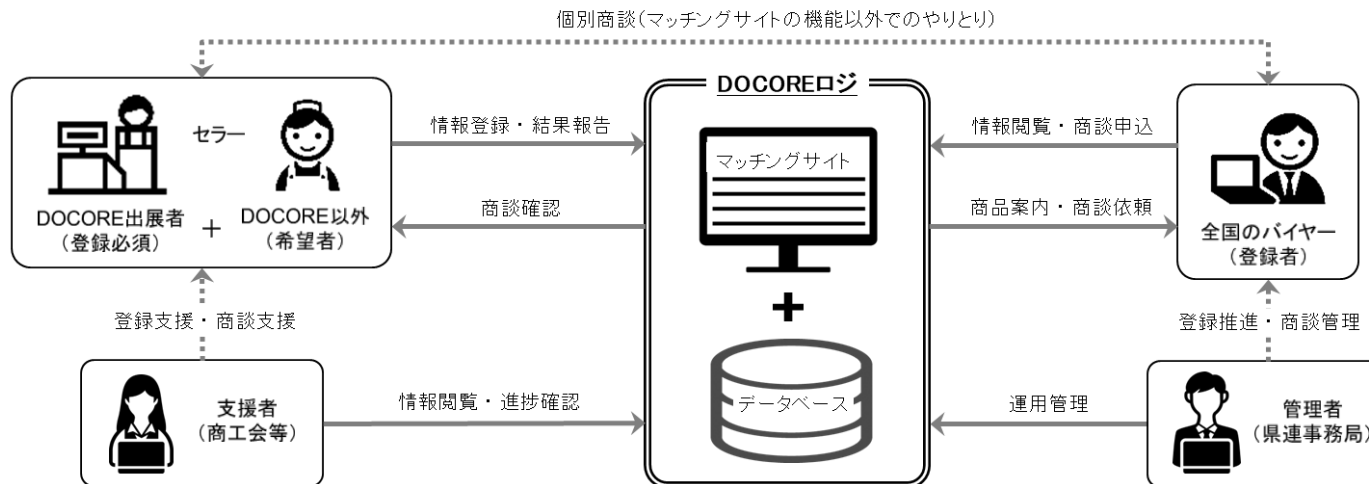 個別商談(マッチングサイトの機能以外でのやりとり)
DOCOREロジ
セラー
DOCORE出展者
(登録必須)
+
DOCORE以外
(希望者)
情報登録・結果報告
商談確認
マッチングサイト
+
データベース
情報閲覧・商談申込
商品案内・商談依頼
全国のバイヤー
(登録者)
登録支援・商談支援
登録推進・商談管理
支援者
(商工会等)
情報閲覧・進捗確認
運用管理
管理者
(県連事務局)